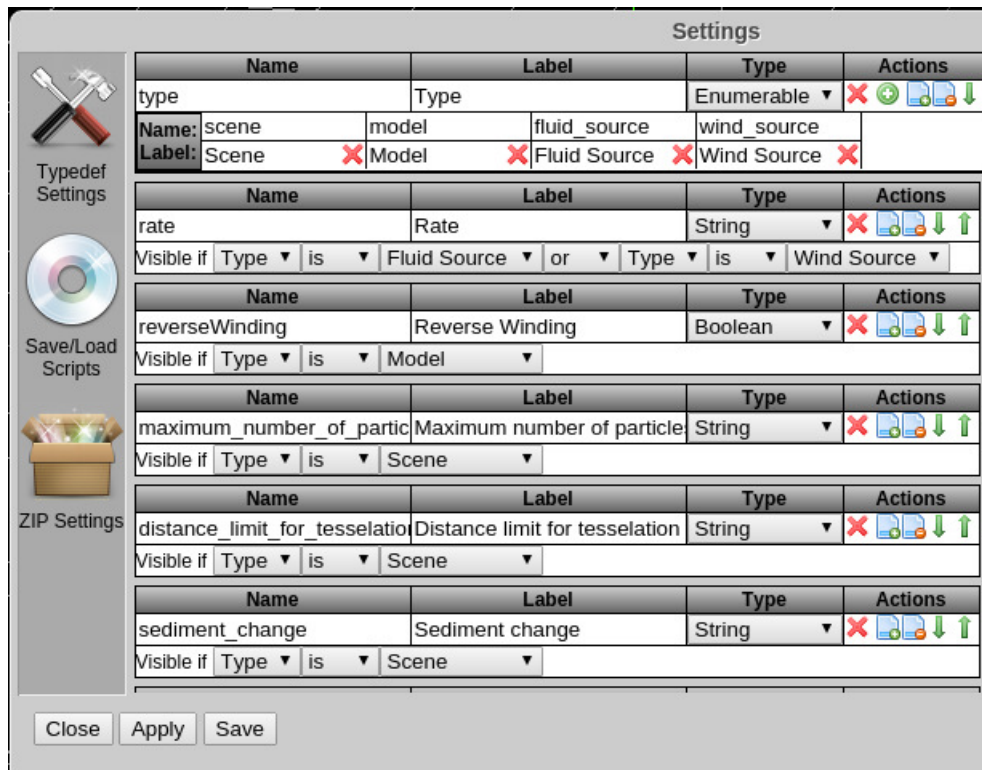 Settings
Typedef
Settings
Save/Load
Scripts
ZIP Settings
Name Label Type Actions
type Type Enumerable
Name: scene model fluid_source wind_source
Label: Scene Model Fluid Source Wind Source
Name Label Type Actions
rate Rate String
Visible if Type is Fluid Source or Type is Wind Source
Name Label Type Actions
reverseWinding Reverse Winding Boolean
Visible if Type is Model
Name Label Type Actions
maximum_number_of_partic Maximum number of particle String
Visible if Type is Scene
Name Label Type Actions
distance_limit_for_tesselation Distance limit for tesselation String
Visible if Type is Scene
Name Label Type Actions
sediment_change Sediment change String
Visible if Type is Scene
Close Apply Save